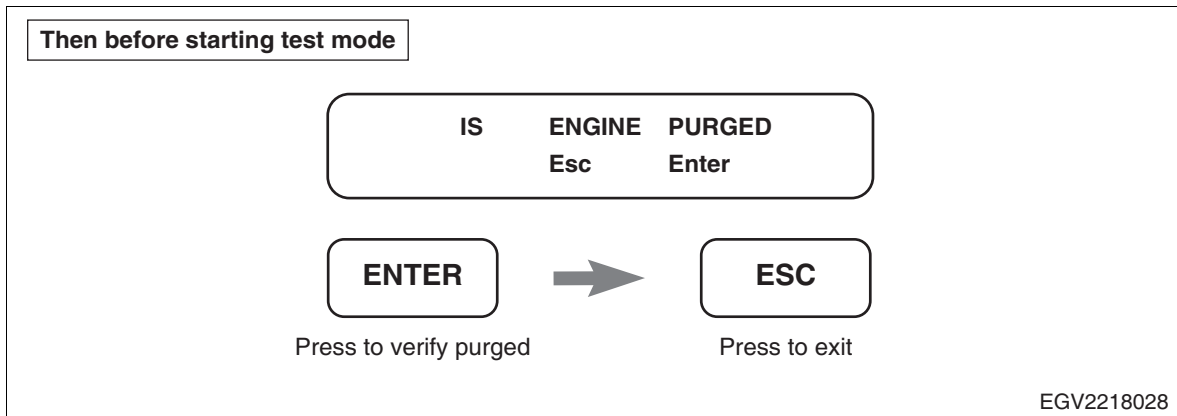 Then before starting test mode
IS ENGINE PURGED
Esc Enter
ENTER
ESC
Press to verify purged
Press to exit
EGV2218028